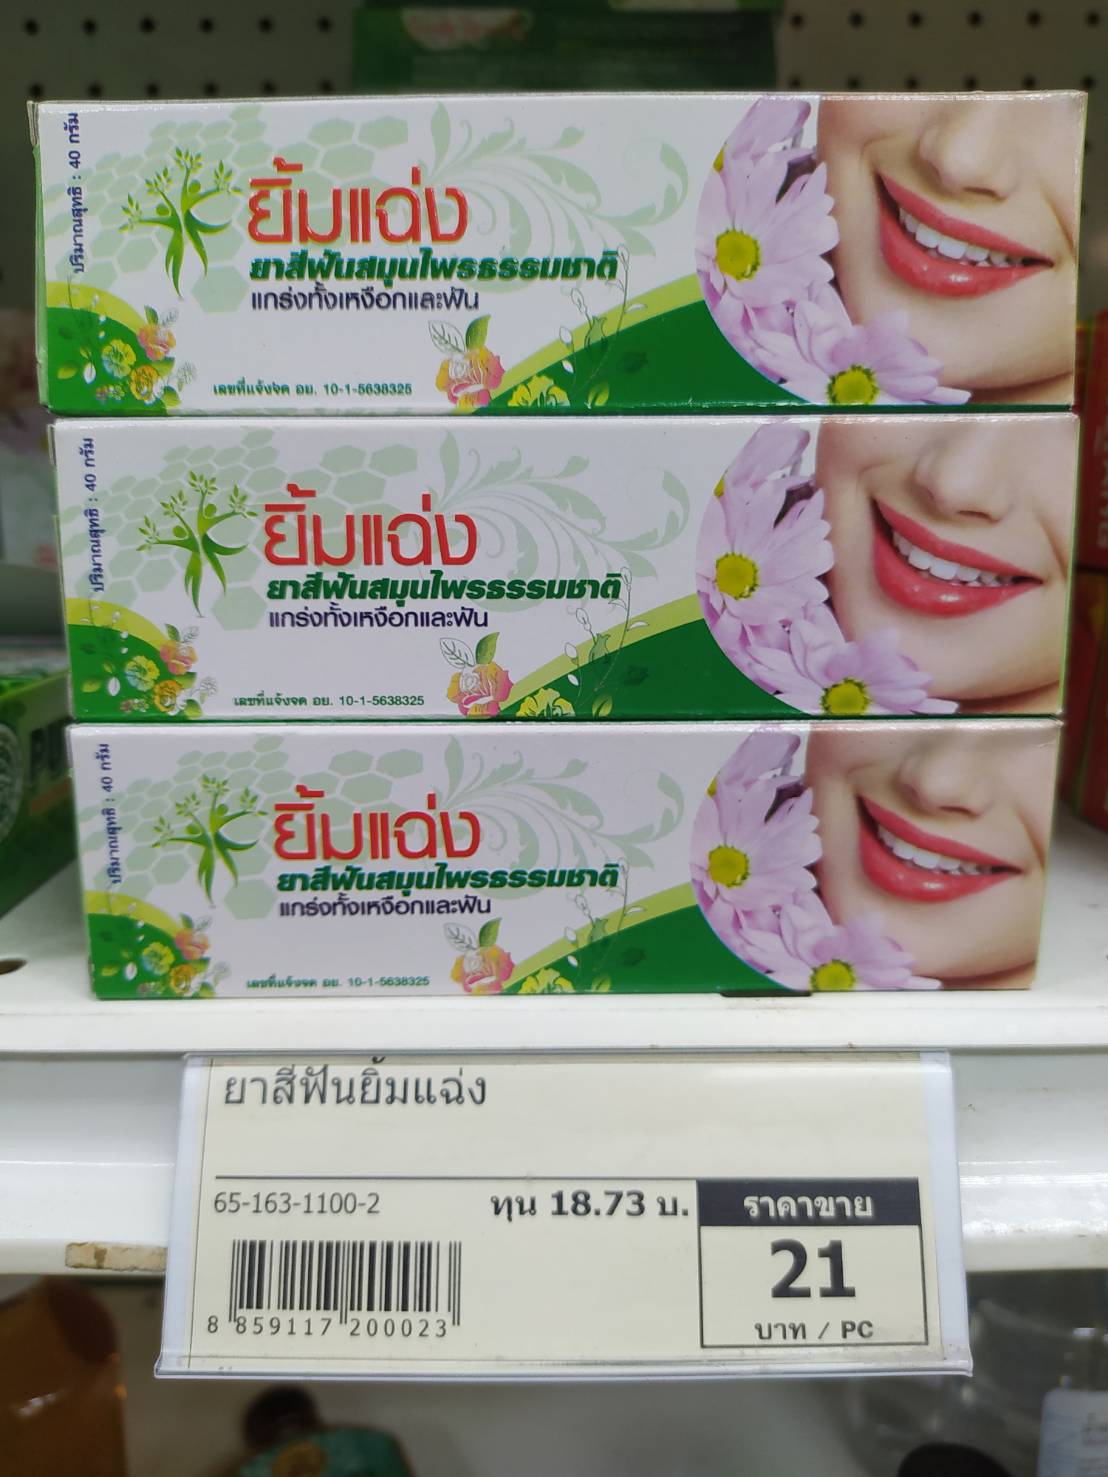 ปริมาณสุทธิ : 40 กรัม
ยิ้มแฉ่ง
ยาสีฟันสมุนไพรธรรมชาติ
แกร่งทั้งเหงือกและฟัน
เลขที่แจ้งจด อย. 10-1-5638325
ปริมาณสุทธิ : 40 กรัม
ยิ้มแฉ่ง
ยาสีฟันสมุนไพรธรรมชาติ
แกร่งทั้งเหงือกและฟัน
เลขที่แจ้งจด อย. 10-1-5638325
ปริมาณสุทธิ : 40 กรัม
ยิ้มแฉ่ง
ยาสีฟันสมุนไพรธรรมชาติ
แกร่งทั้งเหงือกและฟัน
เลขที่แจ้งจด อย. 10-1-5638325
ยาสีฟันยิ้มแฉ่ง
65-163-1100-2 ทุน 18.73 บ. ราคาขาย
21
บาท / PC
8 859117 200023